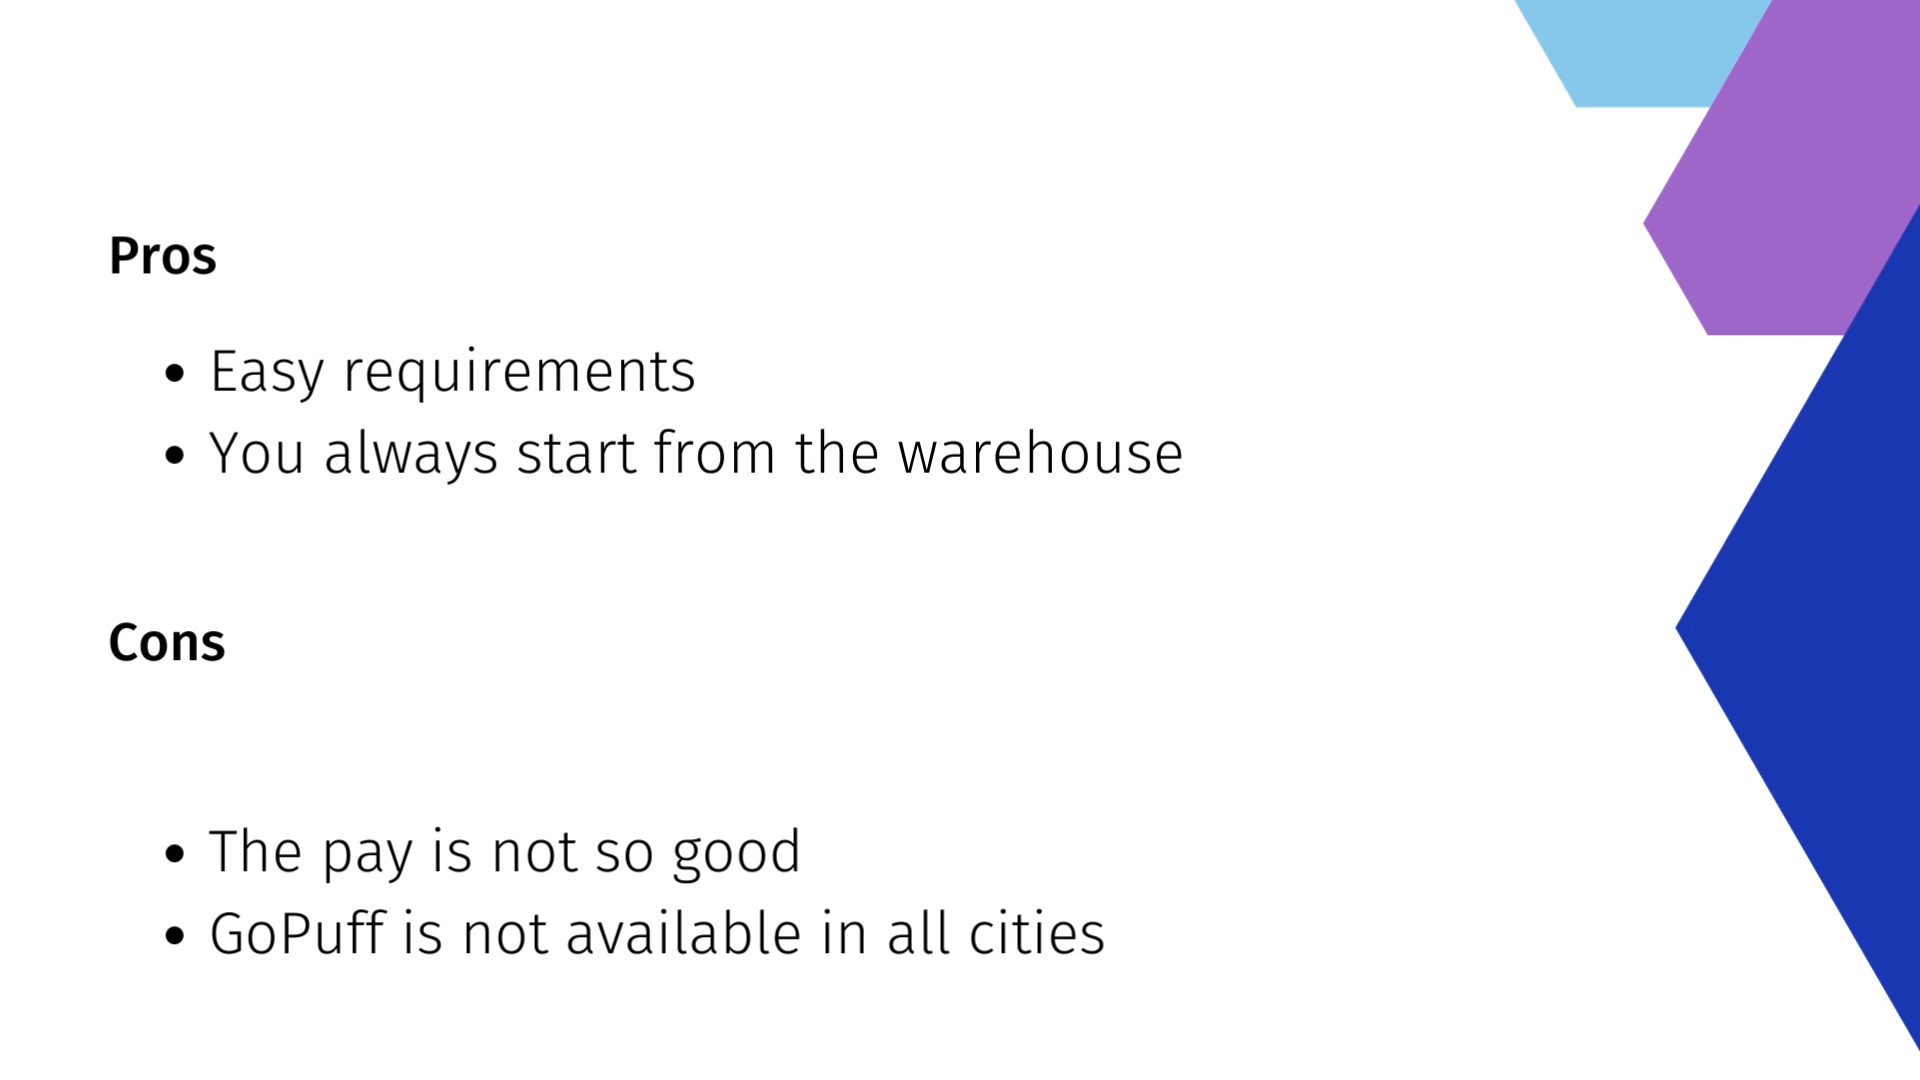 Pros
• Easy requirements
• You always start from the warehouse
Cons
• The pay is not so good
• GoPuff is not available in all cities